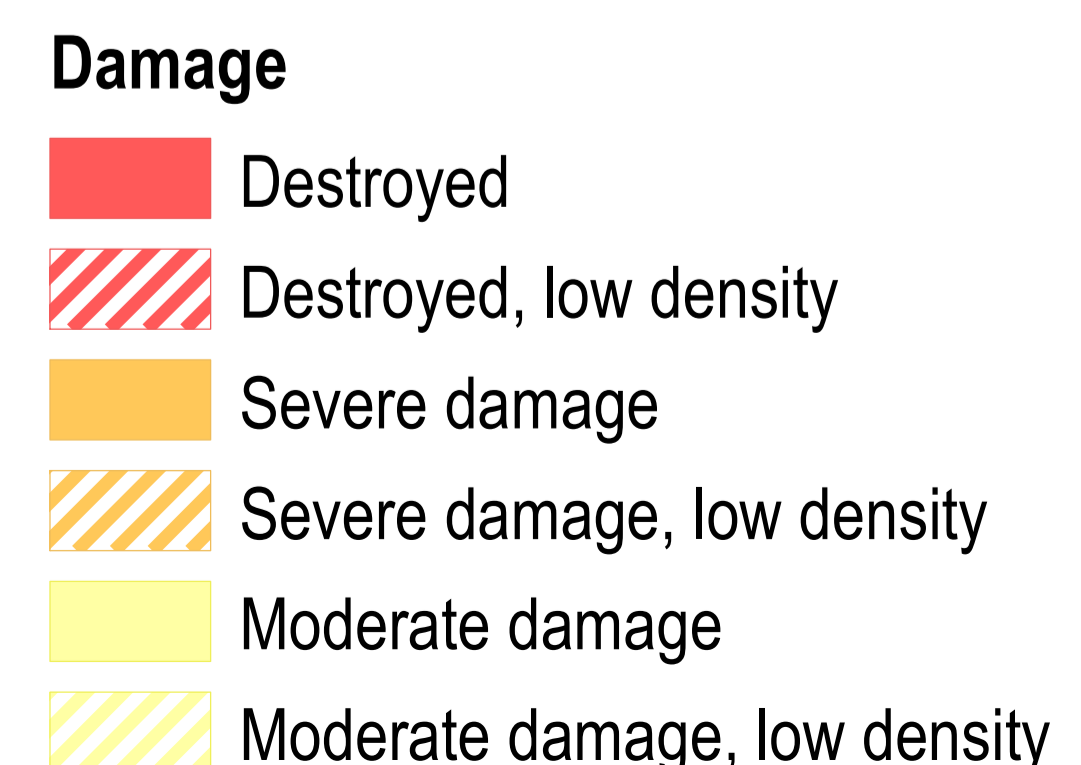 Damage
Destroyed
Destroyed, low density
Severe damage
Severe damage, low density
Moderate damage
Moderate damage, low density